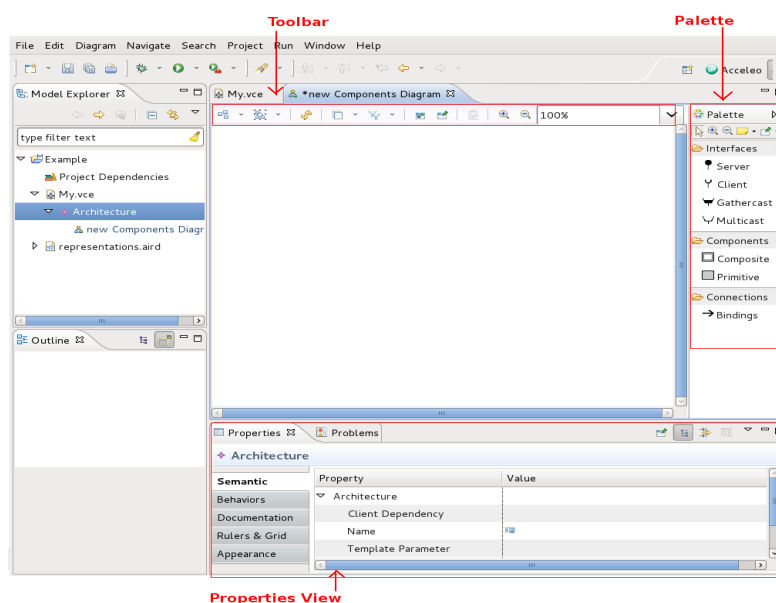 Toolbar
Palette
File Edit Diagram Navigate Search Project Run Window Help
Acceleo
Model Explorer
My.vce
*new Components Diagram
100%
Palette
type filter text
Example
Project Dependencies
My.vce
Architecture
new Components Diagr
representations.aird
Interfaces
Server
Client
Gathercast
Multicast
Components
Composite
Primitive
Connections
Bindings
Outline
Properties
Problems
Architecture
Semantic
Behaviors
Documentation
Rulers & Grid
Appearance
Property Value
Architecture
Client Dependency
Name
Template Parameter
Properties View